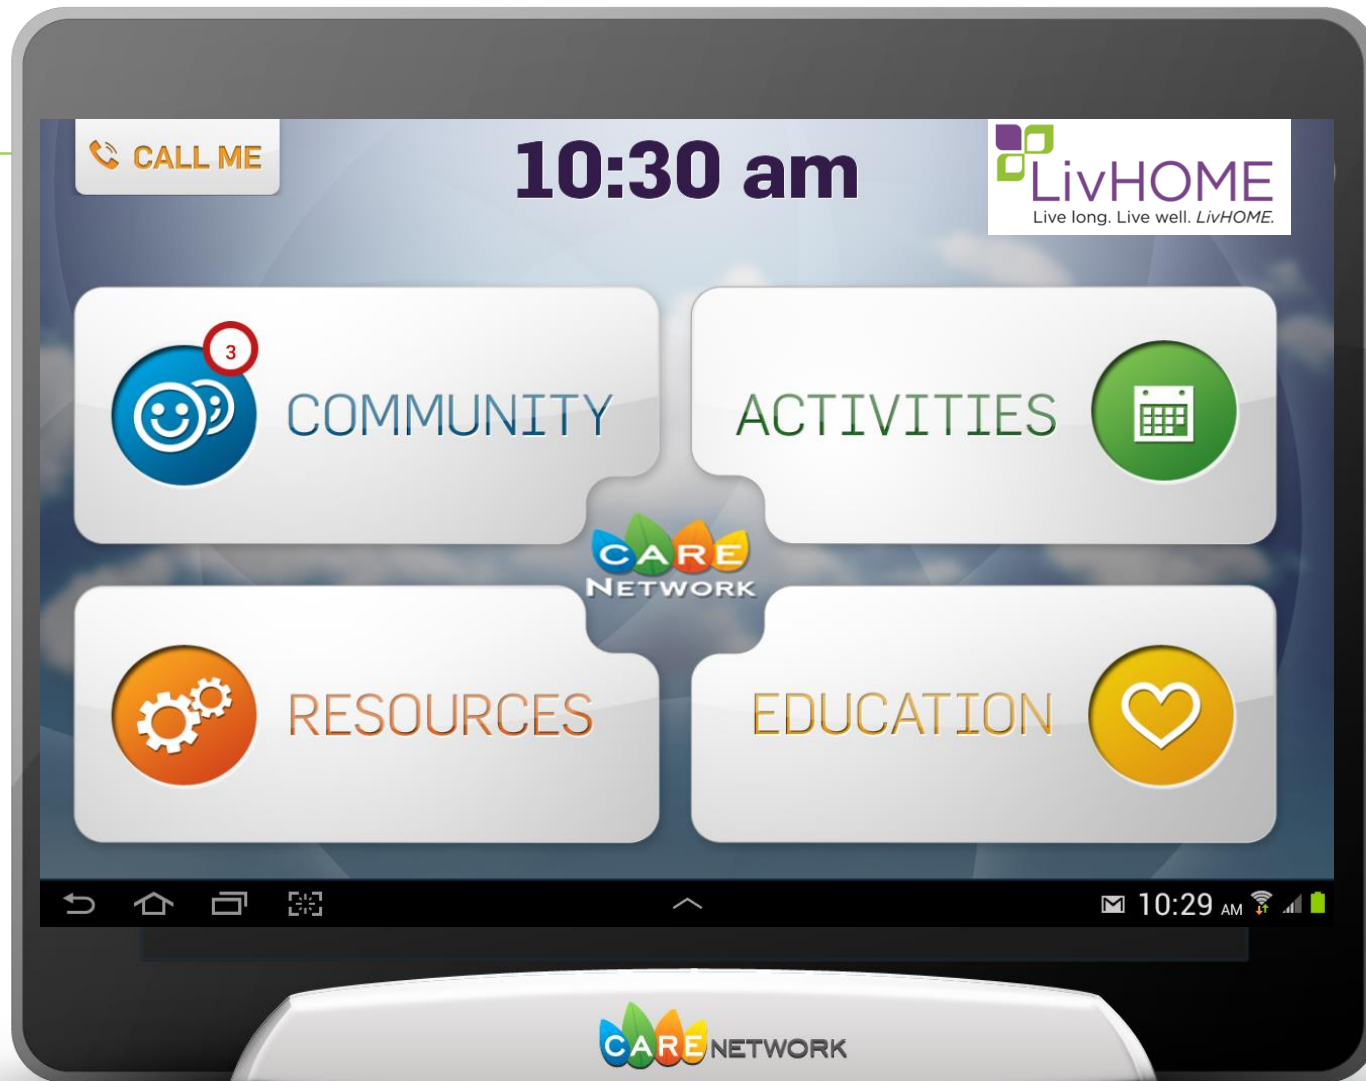 CALL ME
10:30 am
LivHOME
Live long. Live well. LivHOME.
3
COMMUNITY
ACTIVITIES
CARE
NETWORK
RESOURCES
EDUCATION
10:29 AM
CARE NETWORK